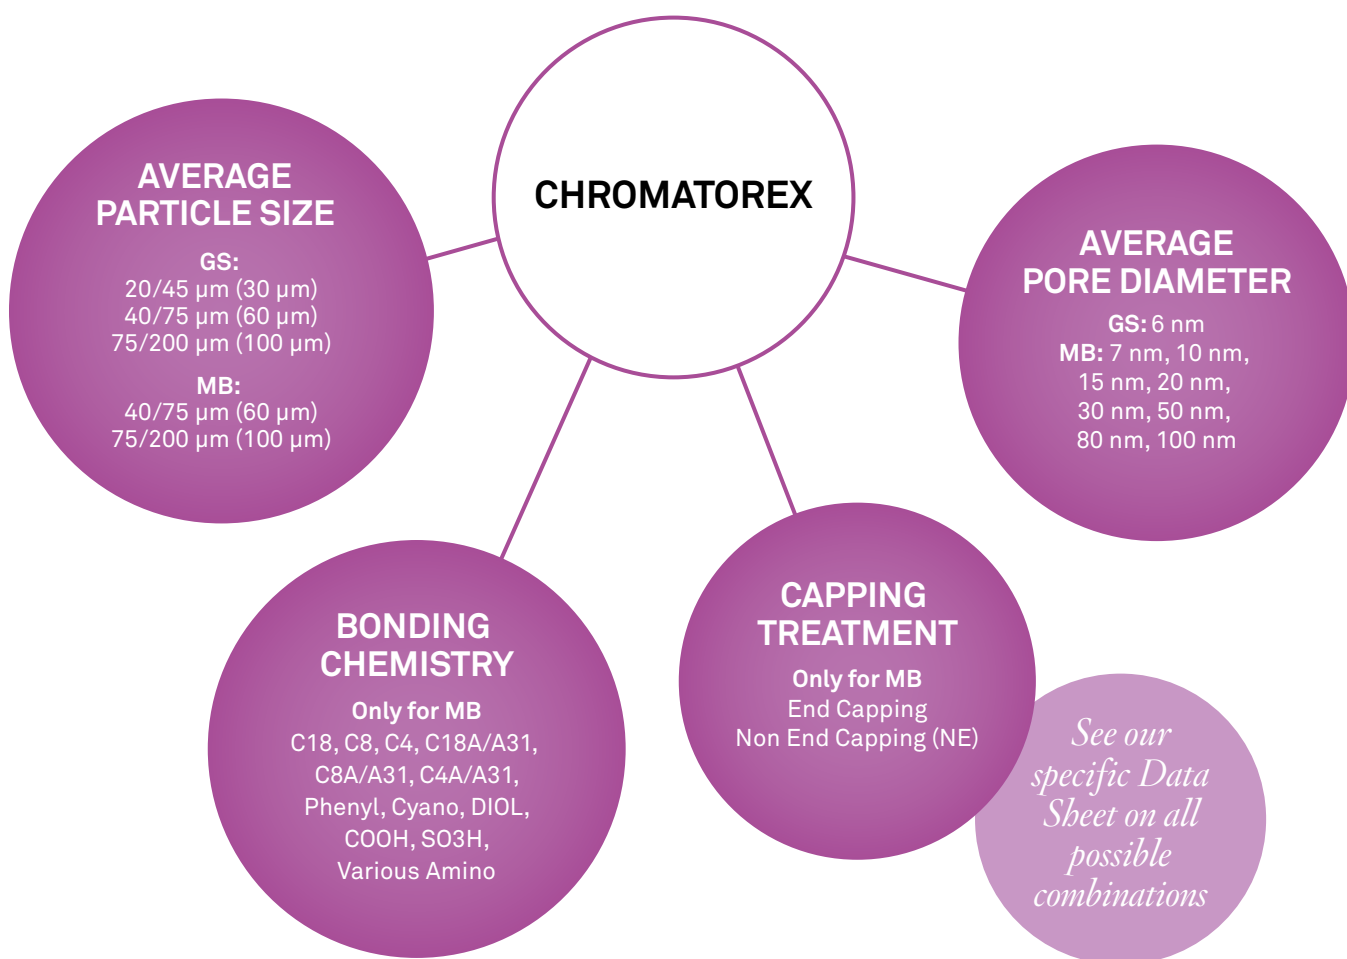 CHROMATOREX
AVERAGE
PARTICLE SIZE
GS:
20/45 µm (30 µm)
40/75 µm (60 µm)
75/200 µm (100 µm)
MB:
40/75 µm (60 µm)
75/200 µm (100 µm)
AVERAGE
PORE DIAMETER
GS: 6 nm
MB: 7 nm, 10 nm,
15 nm, 20 nm,
30 nm, 50 nm,
80 nm, 100 nm
BONDING
CHEMISTRY
Only for MB
C18, C8, C4, C18A/A31,
C8A/A31, C4A/A31,
Phenyl, Cyano, DIOL,
COOH, SO3H,
Various Amino
CAPPING
TREATMENT
Only for MB
End Capping
Non End Capping (NE)
See our
specific Data
Sheet on all
possible
combinations